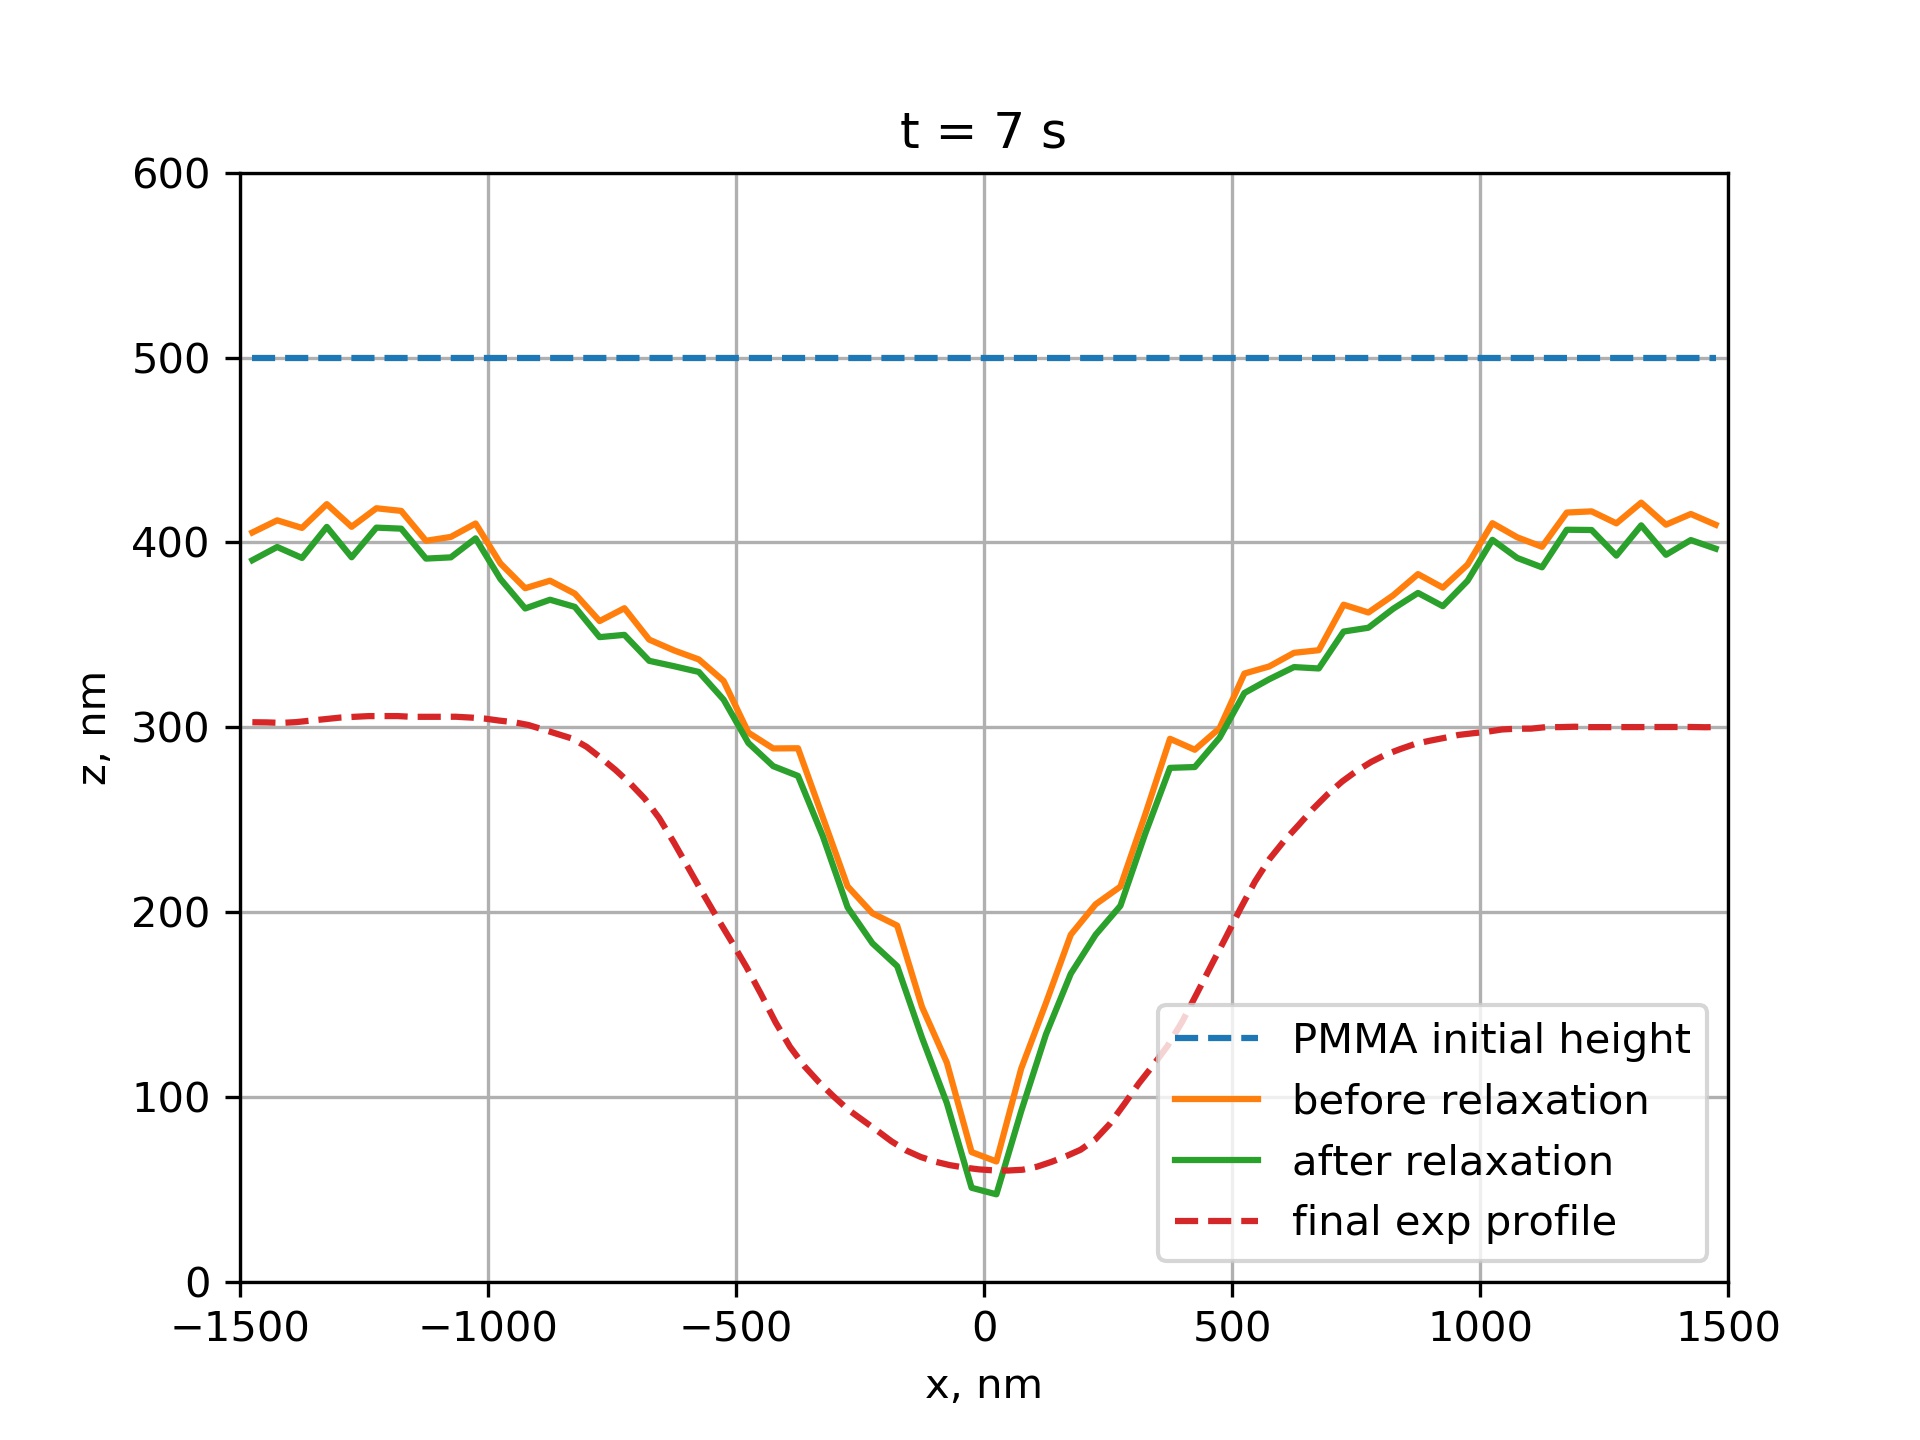 t = 7 s
600
500
400
300
200
100
0
z, nm
−1500 −1000 −500 0 500 1000 1500
x, nm
PMMA initial height
before relaxation
after relaxation
final exp profile